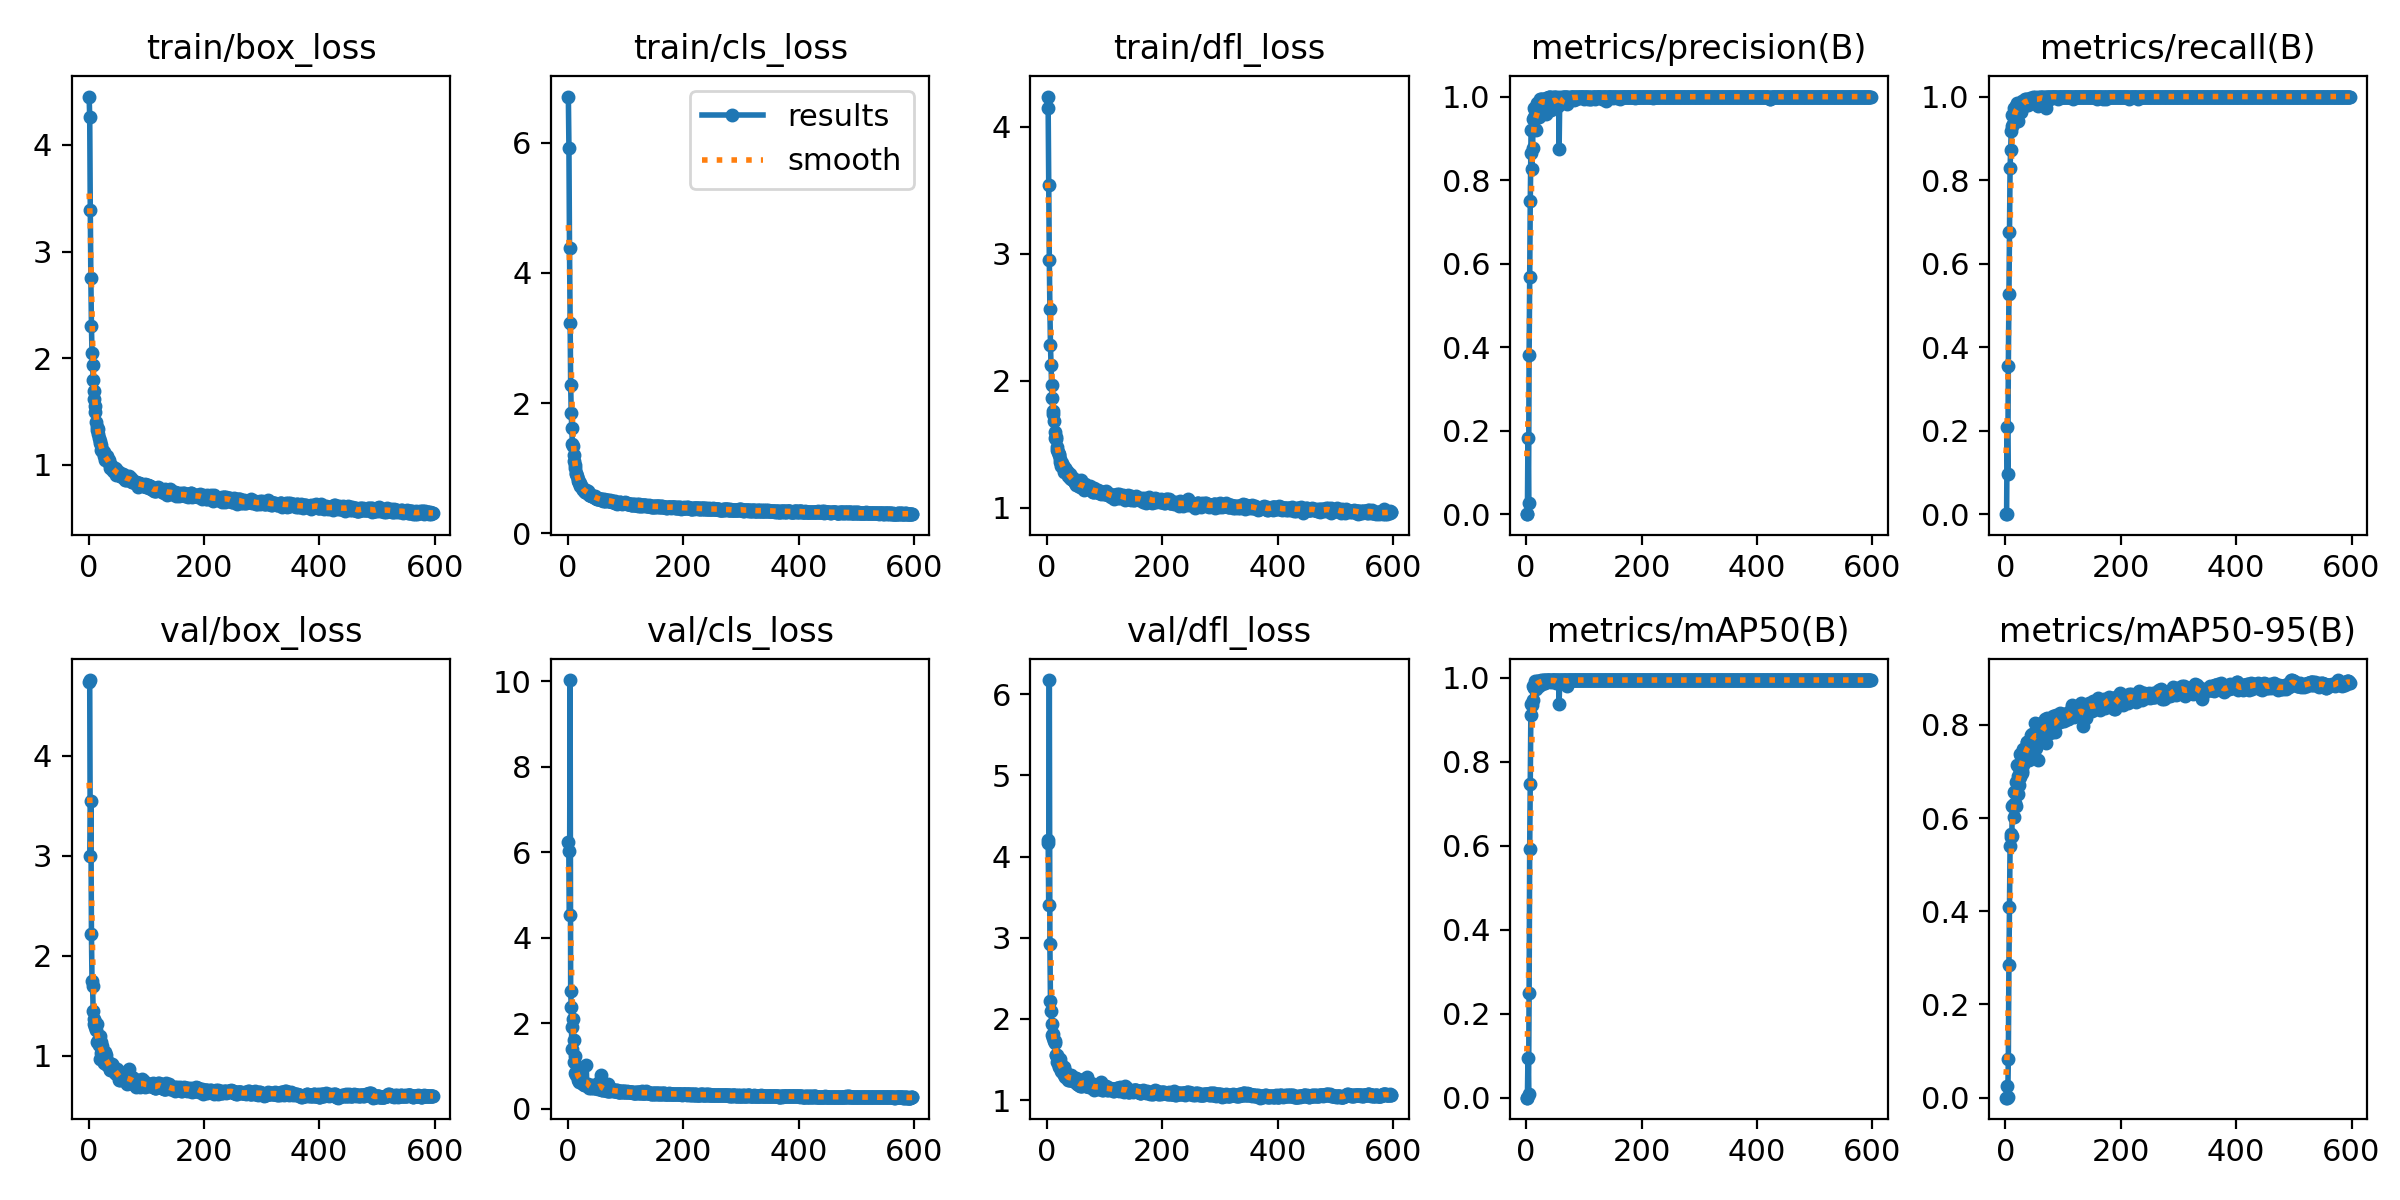 train/box_loss
4
3
2
1
0 200 400 600
train/cls_loss
results
smooth
6
4
2
0
0 200 400 600
train/dfl_loss
4
3
2
1
0 200 400 600
metrics/precision(B)
1.0
0.8
0.6
0.4
0.2
0.0
0 200 400 600
metrics/recall(B)
1.0
0.8
0.6
0.4
0.2
0.0
0 200 400 600
val/box_loss
4
3
2
1
0 200 400 600
val/cls_loss
10
8
6
4
2
0
0 200 400 600
val/dfl_loss
6
5
4
3
2
1
0 200 400 600
metrics/mAP50(B)
1.0
0.8
0.6
0.4
0.2
0.0
0 200 400 600
metrics/mAP50-95(B)
0.8
0.6
0.4
0.2
0.0
0 200 400 600